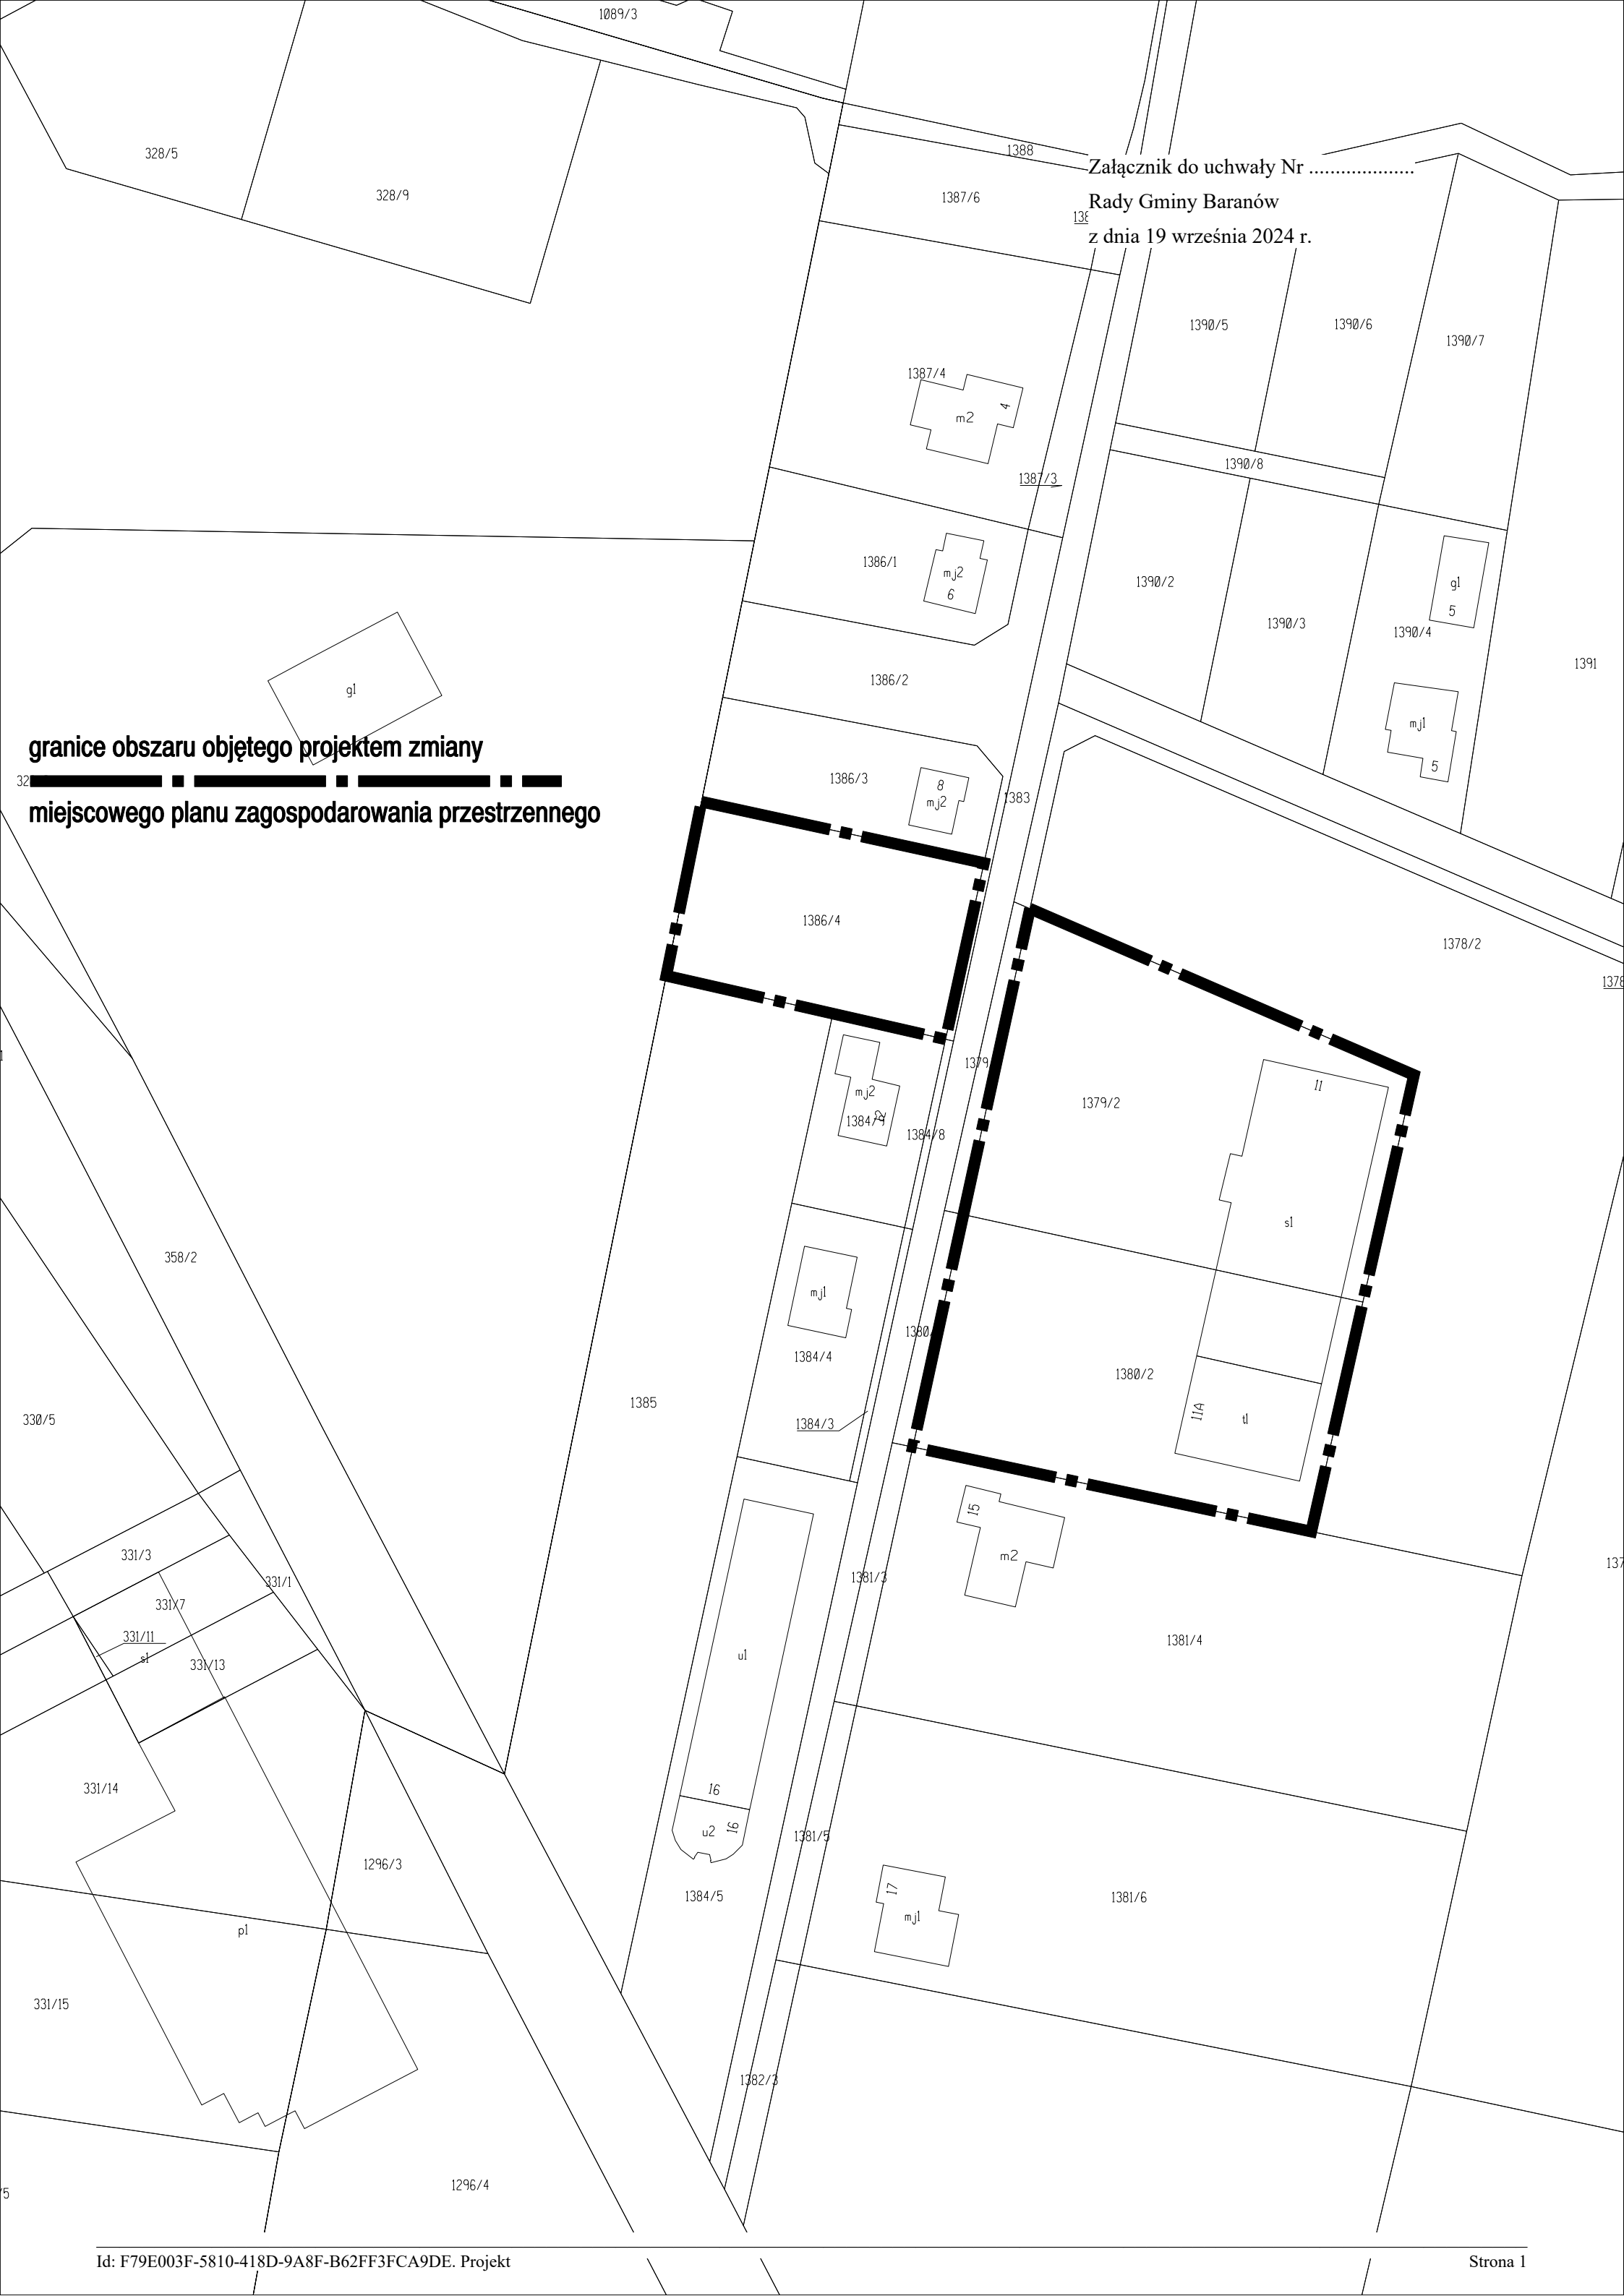 1089/3
328/5
328/9
1388
Załącznik do uchwały Nr ....................
1387/6
138
Rady Gminy Baranów
z dnia 19 września 2024 r.
1390/5
1390/6
1390/7
1387/4
m2
4
1390/8
1387/3
1386/1
mj2
6
1390/2
g1
5
1390/3
1390/4
1391
1386/2
g1
mj1
5
granice obszaru objętego projektem zmiany
32
miejscowego planu zagospodarowania przestrzennego
1386/3
8
mj2
1383
1386/4
1378/2
1378
1379
mj2
1379/2
11
1384/8
s1
358/2
mj1
1380
1384/4
1380/2
1385
11A
t1
330/5
1384/3
15
m2
331/3
331/1
1381/3
137
331/7
331/11
s1
331/13
u1
1381/4
331/14
16
u2
16
1381/5
1296/3
1384/5
17
mj1
1381/6
p1
331/15
1382/3
1296/4
/5
Id: F79E003F-5810-418D-9A8F-B62FF3FCA9DE. Projekt
Strona 1